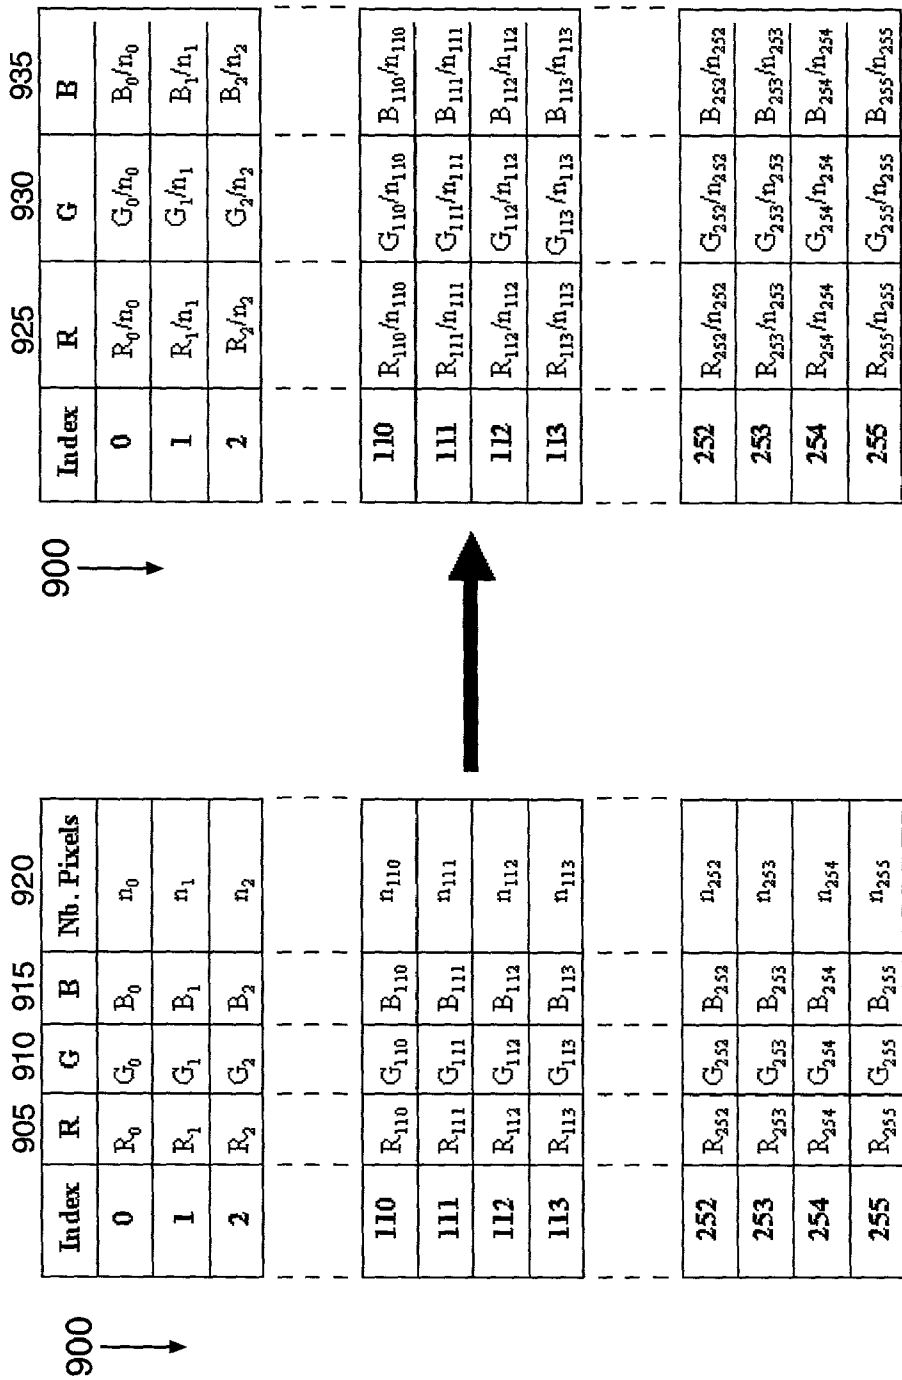 900
905 910 915 920
Index R G B Nb. Pixels
0 R₀ G₀ B₀ n₀
1 R₁ G₁ B₁ n₁
2 R₂ G₂ B₂ n₂
110 R₁₁₀ G₁₁₀ B₁₁₀ n₁₁₀
111 R₁₁₁ G₁₁₁ B₁₁₁ n₁₁₁
112 R₁₁₂ G₁₁₂ B₁₁₂ n₁₁₂
113 R₁₁₃ G₁₁₃ B₁₁₃ n₁₁₃
252 R₂₅₂ G₂₅₂ B₂₅₂ n₂₅₂
253 R₂₅₃ G₂₅₃ B₂₅₃ n₂₅₃
254 R₂₅₄ G₂₅₄ B₂₅₄ n₂₅₄
255 R₂₅₅ G₂₅₅ B₂₅₅ n₂₅₅
900
925 930 935
Index R G B
0 R₀/n₀ G₀/n₀ B₀/n₀
1 R₁/n₁ G₁/n₁ B₁/n₁
2 R₂/n₂ G₂/n₂ B₂/n₂
110 R₁₁₀/n₁₁₀ G₁₁₀/n₁₁₀ B₁₁₀/n₁₁₀
111 R₁₁₁/n₁₁₁ G₁₁₁/n₁₁₁ B₁₁₁/n₁₁₁
112 R₁₁₂/n₁₁₂ G₁₁₂/n₁₁₂ B₁₁₂/n₁₁₂
113 R₁₁₃/n₁₁₃ G₁₁₃/n₁₁₃ B₁₁₃/n₁₁₃
252 R₂₅₂/n₂₅₂ G₂₅₂/n₂₅₂ B₂₅₂/n₂₅₂
253 R₂₅₃/n₂₅₃ G₂₅₃/n₂₅₃ B₂₅₃/n₂₅₃
254 R₂₅₄/n₂₅₄ G₂₅₄/n₂₅₄ B₂₅₄/n₂₅₄
255 R₂₅₅/n₂₅₅ G₂₅₅/n₂₅₅ B₂₅₅/n₂₅₅